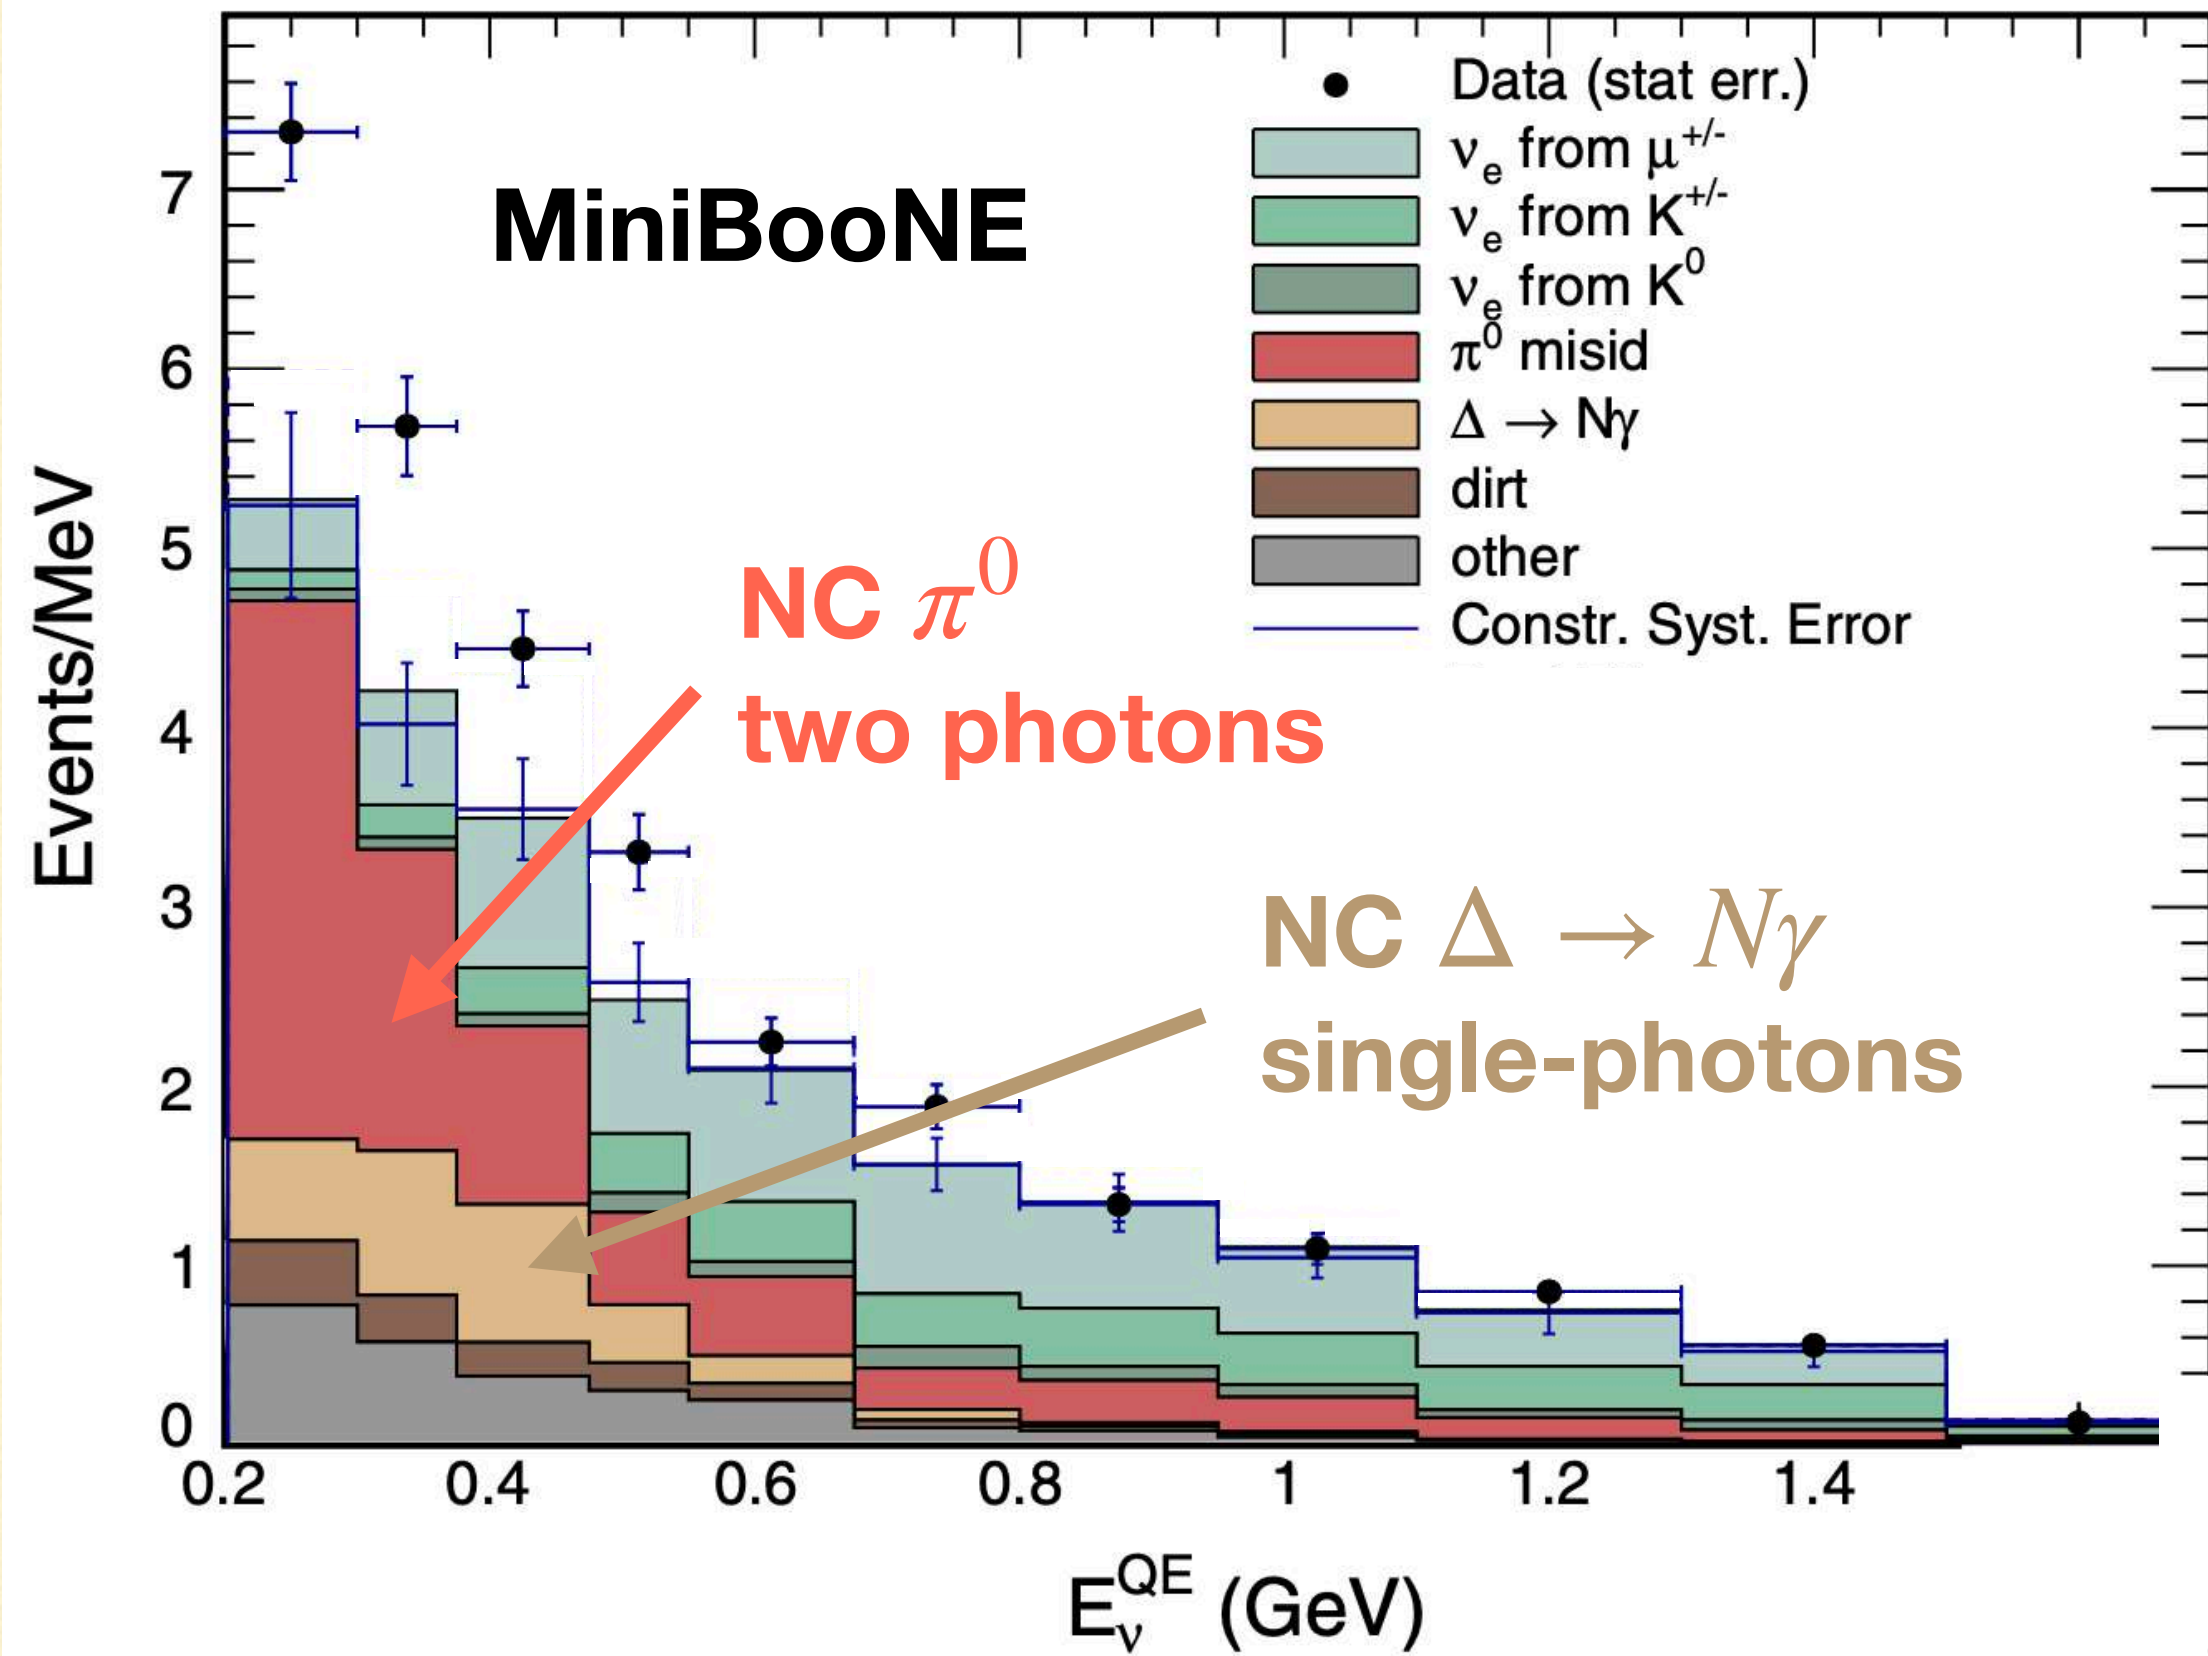 7
6
5
4
3
2
1
0
Events/MeV
MiniBooNE
Data (stat err.)
νe from μ+/-
νe from K+/-
νe from K0
π0 misid
Δ → Nγ
dirt
other
Constr. Syst. Error
NC π0
two photons
NC Δ → Nγ
single-photons
0.2 0.4 0.6 0.8 1 1.2 1.4
EνQE (GeV)